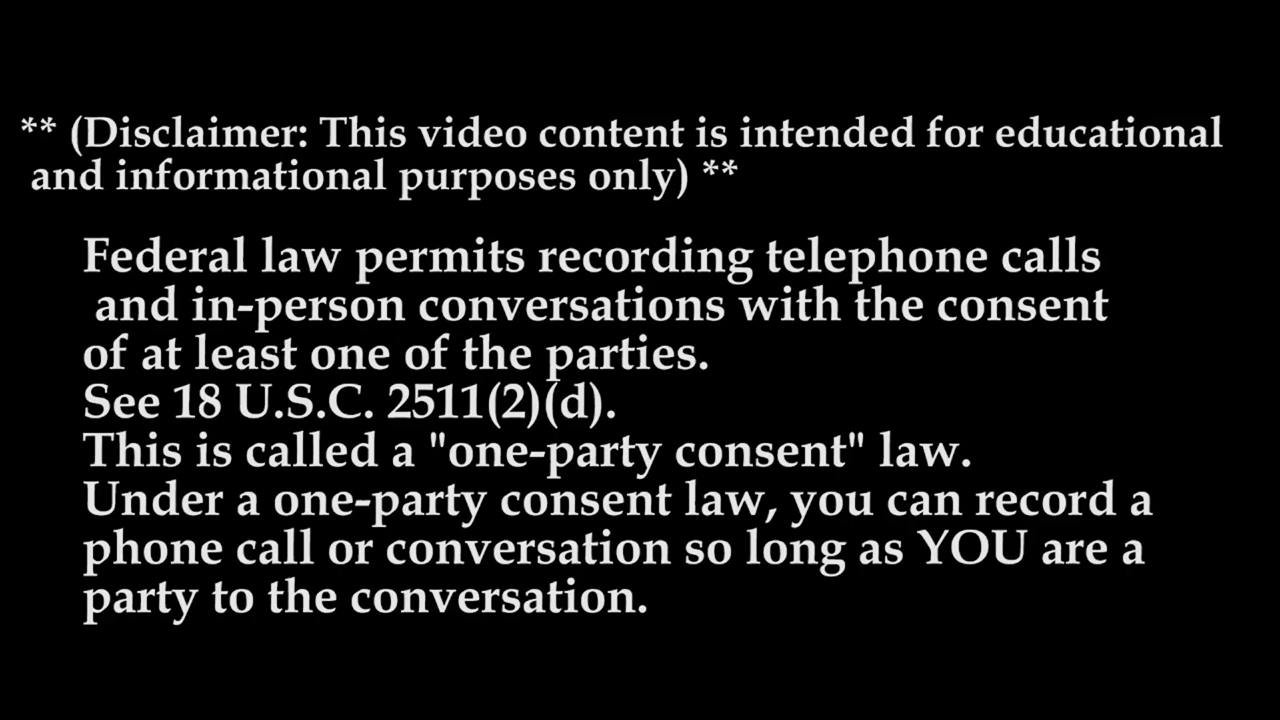 ** (Disclaimer: This video content is intended for educational
and informational purposes only) **
Federal law permits recording telephone calls
and in-person conversations with the consent
of at least one of the parties.
See 18 U.S.C. 2511(2)(d).
This is called a "one-party consent" law.
Under a one-party consent law, you can record a
phone call or conversation so long as YOU are a
party to the conversation.